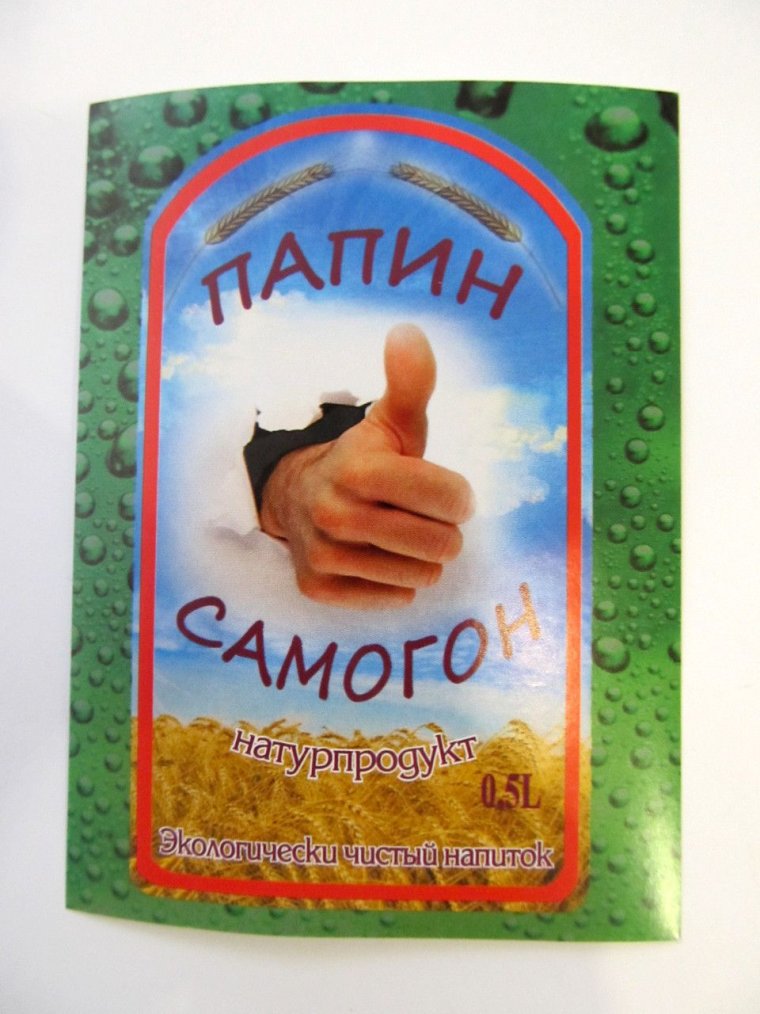 ПАПИН
САМОГОН
натурпродукт
0,5L
Экологически чистый напиток